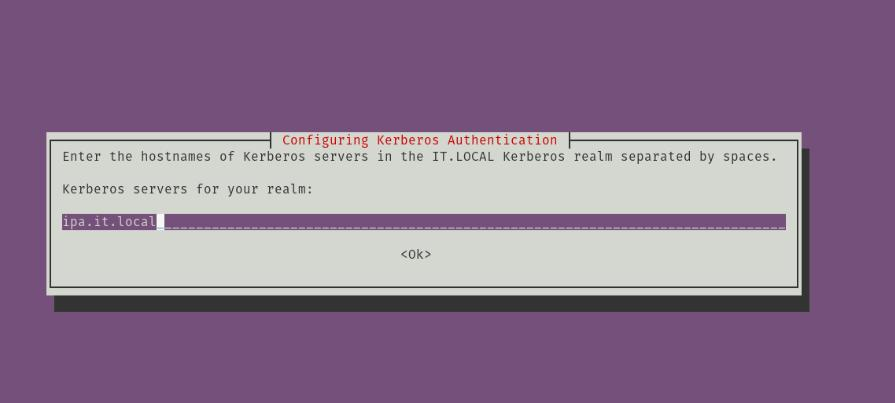 Configuring Kerberos Authentication
Enter the hostnames of Kerberos servers in the IT.LOCAL Kerberos realm separated by spaces.
Kerberos servers for your realm:
ipa.it.local
<Ok>